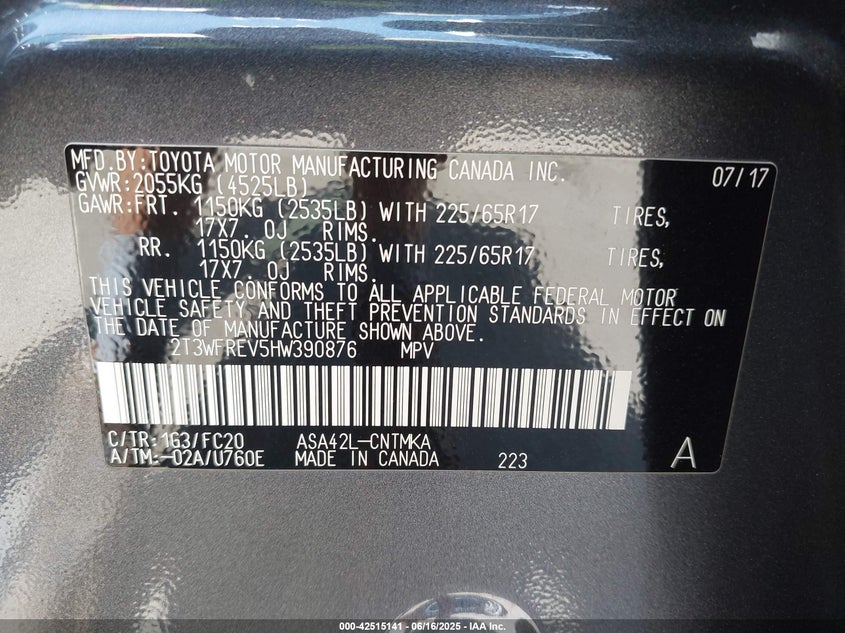 MFD.BY:TOYOTA MOTOR MANUFACTURING CANADA INC. 07/17
GVWR:2055KG (4525LB)
GAWR:FRT. 1150KG (2535LB) WITH 225/65R17 TIRES,
17X7. OJ RIMS.
RR. 1150KG (2535LB) WITH 225/65R17 TIRES,
17X7. OJ RIMS.
THIS VEHICLE CONFORMS TO ALL APPLICABLE FEDERAL MOTOR
VEHICLE SAFETY AND THEFT PREVENTION STANDARDS IN EFFECT ON
THE DATE OF MANUFACTURE SHOWN ABOVE.
2T3WFREV5HW390876 MPV
C/TR:1G3/FC20 ASA42L-CNTMKA
A/TM:-02A/U760E MADE IN CANADA 223 A
000-42515141 - 06/16/2025 - IAA Inc.